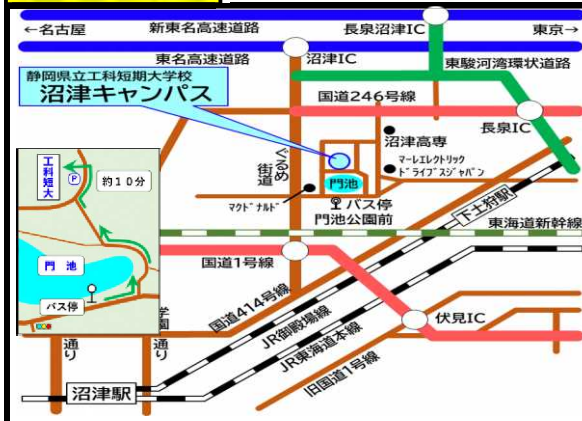 ←名古屋
新東名高速道路
長泉沼津IC
東京→
東名高速道路
沼津IC
東駿河湾環状道路
静岡県立工科短期大学校
沼津キャンパス
国道246号線
長泉IC
沼津高専
マーレエレクトリック
ドライブスジャパン
ぐるめ
街道
門池
マクドナルド
バス停
門池公園前
下土狩駅
東海道新幹線
工科
短大
P
約10分
門 池
バス停
国道1号線
国道414号線
JR御殿場線
JR東海道本線
旧国道1号線
伏見IC
通り
学園
通り
沼津駅